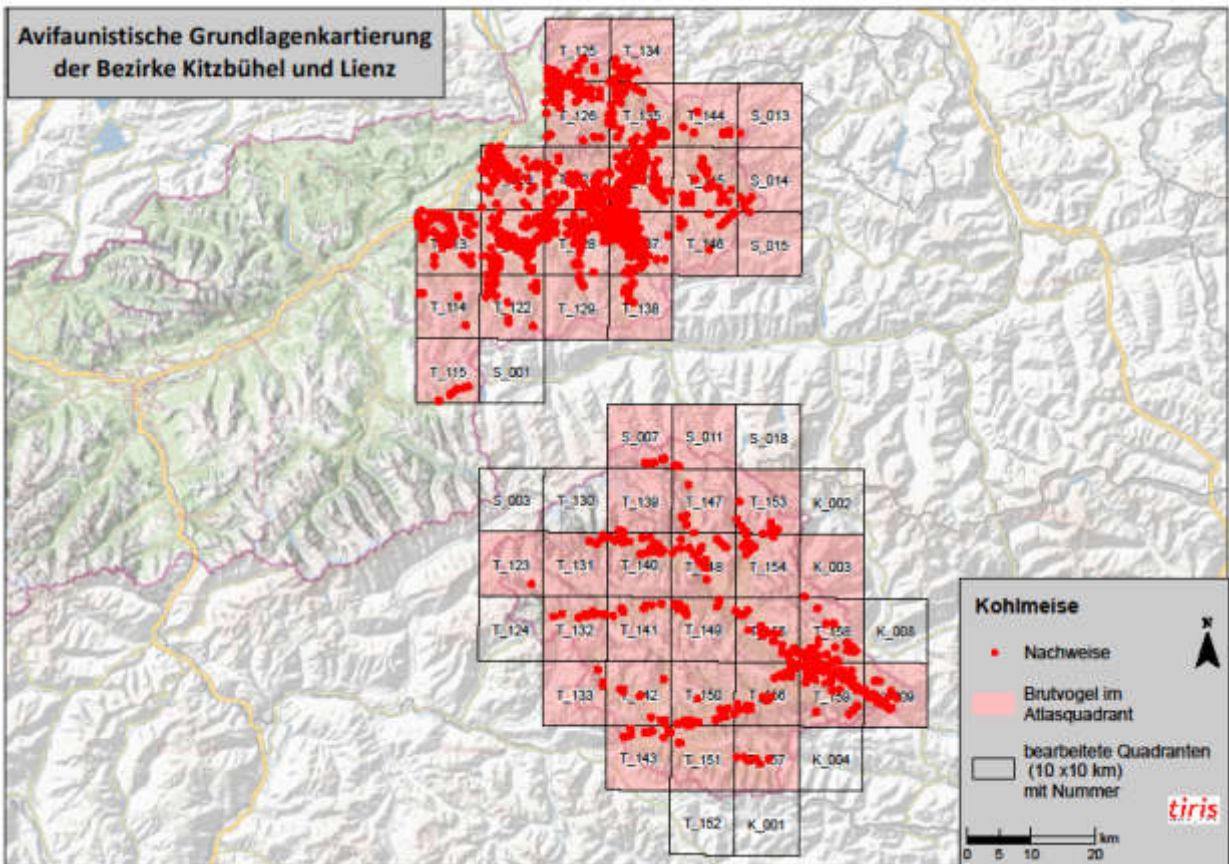 Avifaunistische Grundlagenkartierung
der Bezirke Kitzbühel und Lienz
T_125 T_134
T_126 T_135 T_144 S_013
S_014
T_146 S_015
T_114 T_122 T_129 T_138
T_115 S_001
S_007 S_011 S_018
S_003 T_130 T_139 T_147 T_153 K_002
T_123 T_131 T_140 T_154 K_003
T_124 T_132 T_141 T_149 T_158 K_008
T_133 T_150 T_159
T_143 T_151 K_004
T_152 K_001
Kohlmeise
N
Nachweise
Brutvogel im
Atlasquadrant
bearbeitete Quadranten
(10 x10 km)
mit Nummer
tiris
km
0 5 10 20